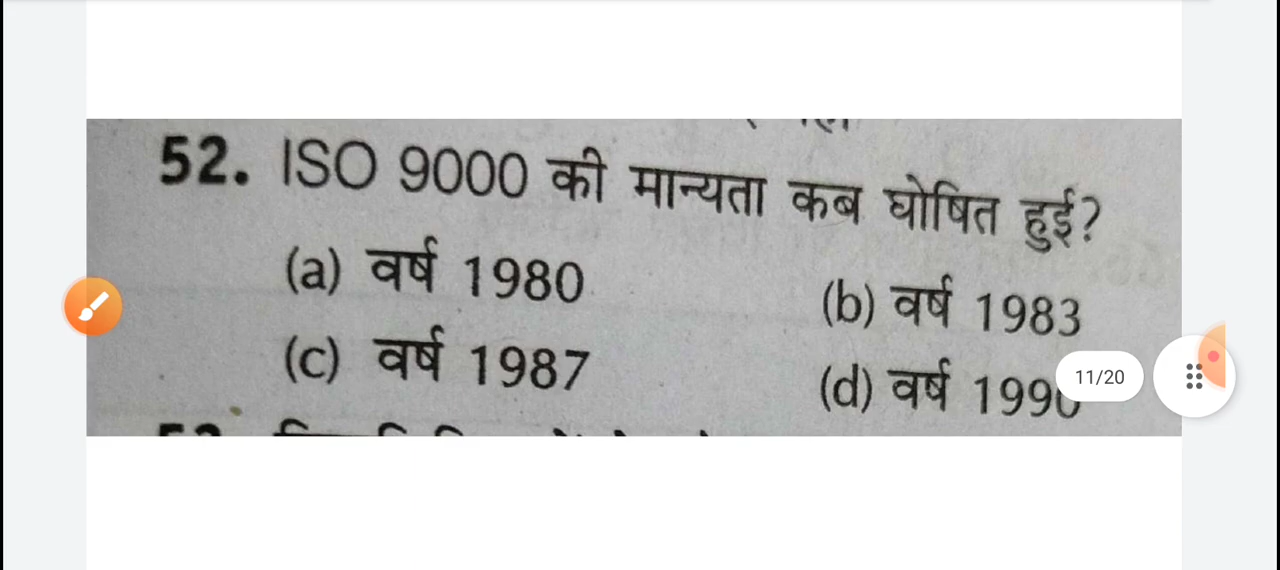 52. ISO 9000 की मान्यता कब घोषित हुई?
(a) वर्ष 1980
(b) वर्ष 1983
(c) वर्ष 1987
(d) वर्ष 1990
11/20